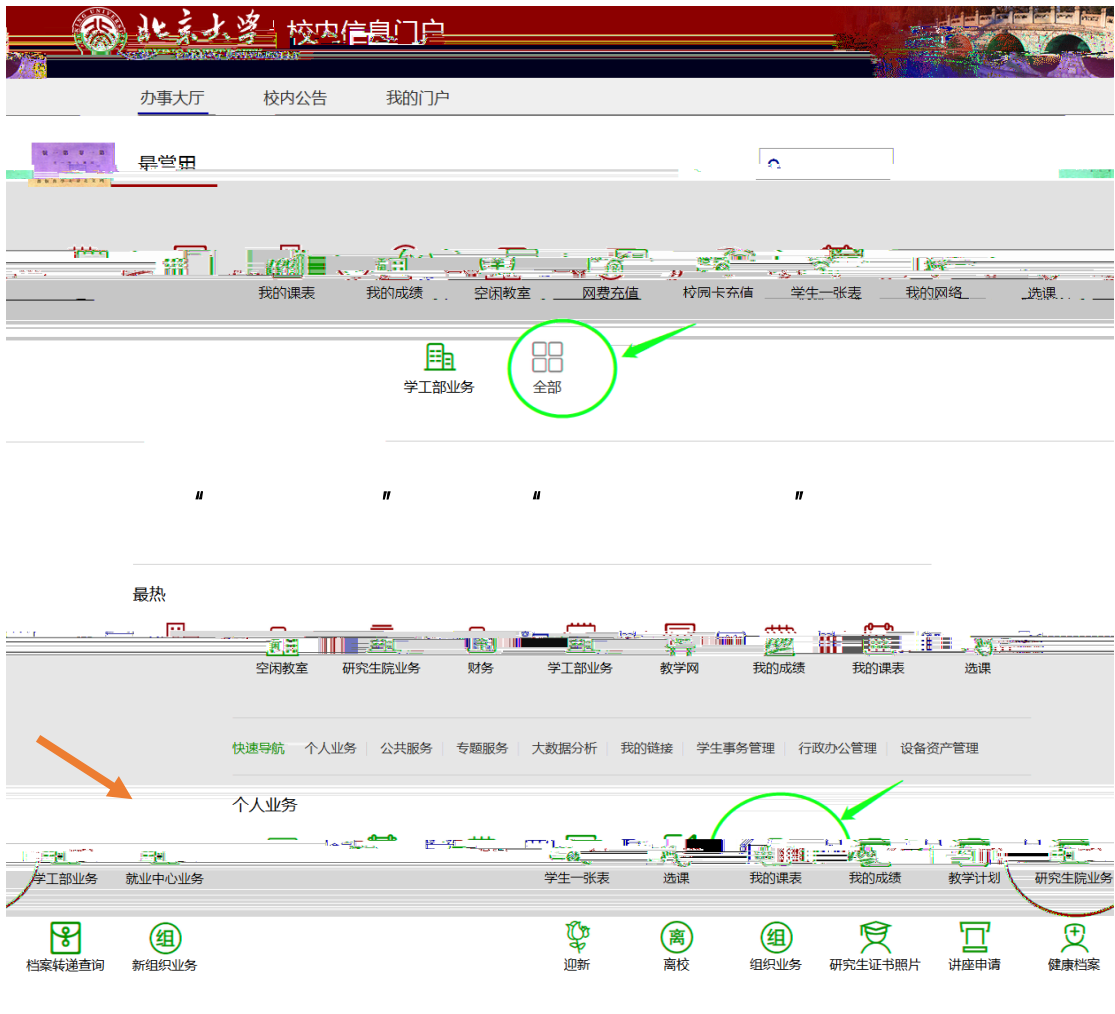 北京大学 校内信息门户
办事大厅 校内公告 我的门户
最常用
我的课表 我的成绩 空闲教室 网费充值 校园卡充值 学生一张表 我的网络 选课
学工部业务 全部
“ ” “ ”
最热
空闲教室 研究生院业务 财务 学工部业务 教学网 我的成绩 我的课表 选课
快速导航 个人业务 公共服务 专题服务 大数据分析 我的链接 学生事务管理 行政办公管理 设备资产管理
个人业务
学工部业务 就业中心业务 学生一张表 选课 我的课表 我的成绩 教学计划 研究生院业务
组 离 组
档案转递查询 新组织业务 迎新 离校 组织业务 研究生证书照片 讲座申请 健康档案